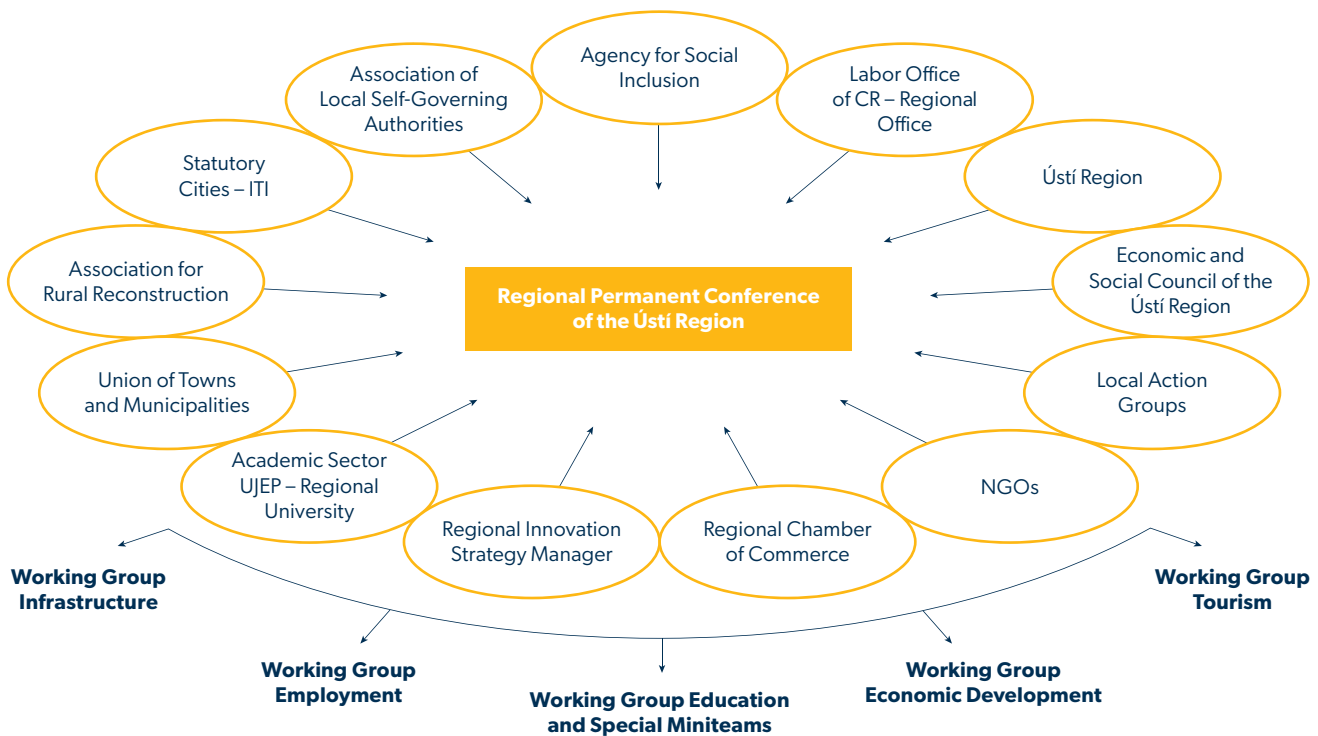 Agency for Social
Inclusion
Association of
Local Self-Governing
Authorities
Labor Office
of CR – Regional
Office
Statutory
Cities – ITI
Ústí Region
Association for
Rural Reconstruction
Economic and
Social Council of the
Ústí Region
Regional Permanent Conference
of the Ústí Region
Union of Towns
and Municipalities
Local Action
Groups
Academic Sector
UJEP – Regional
University
NGOs
Regional Innovation
Strategy Manager
Regional Chamber
of Commerce
Working Group
Infrastructure
Working Group
Tourism
Working Group
Employment
Working Group
Economic Development
Working Group Education
and Special Miniteams